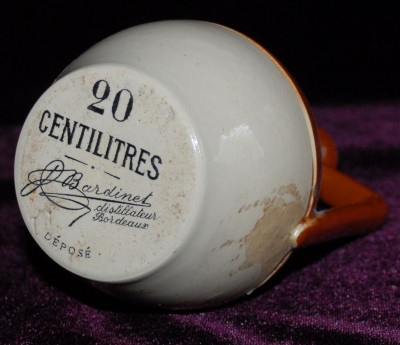 20
CENTILITRES
P Bardinet
distillateur
Bordeaux
DÉPOSÉ